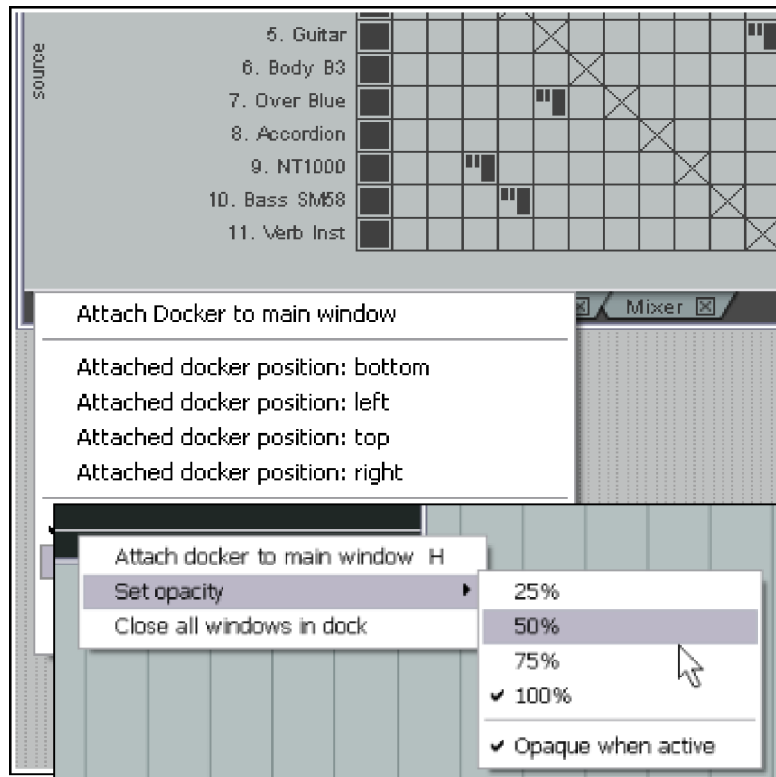 source
5. Guitar
6. Body B3
7. Over Blue
8. Accordion
9. NT1000
10. Bass SM58
11. Verb Inst
Mixer
Attach Docker to main window
Attached docker position: bottom
Attached docker position: left
Attached docker position: top
Attached docker position: right
Attach docker to main window H
Set opacity
Close all windows in dock
25%
50%
75%
100%
Opaque when active